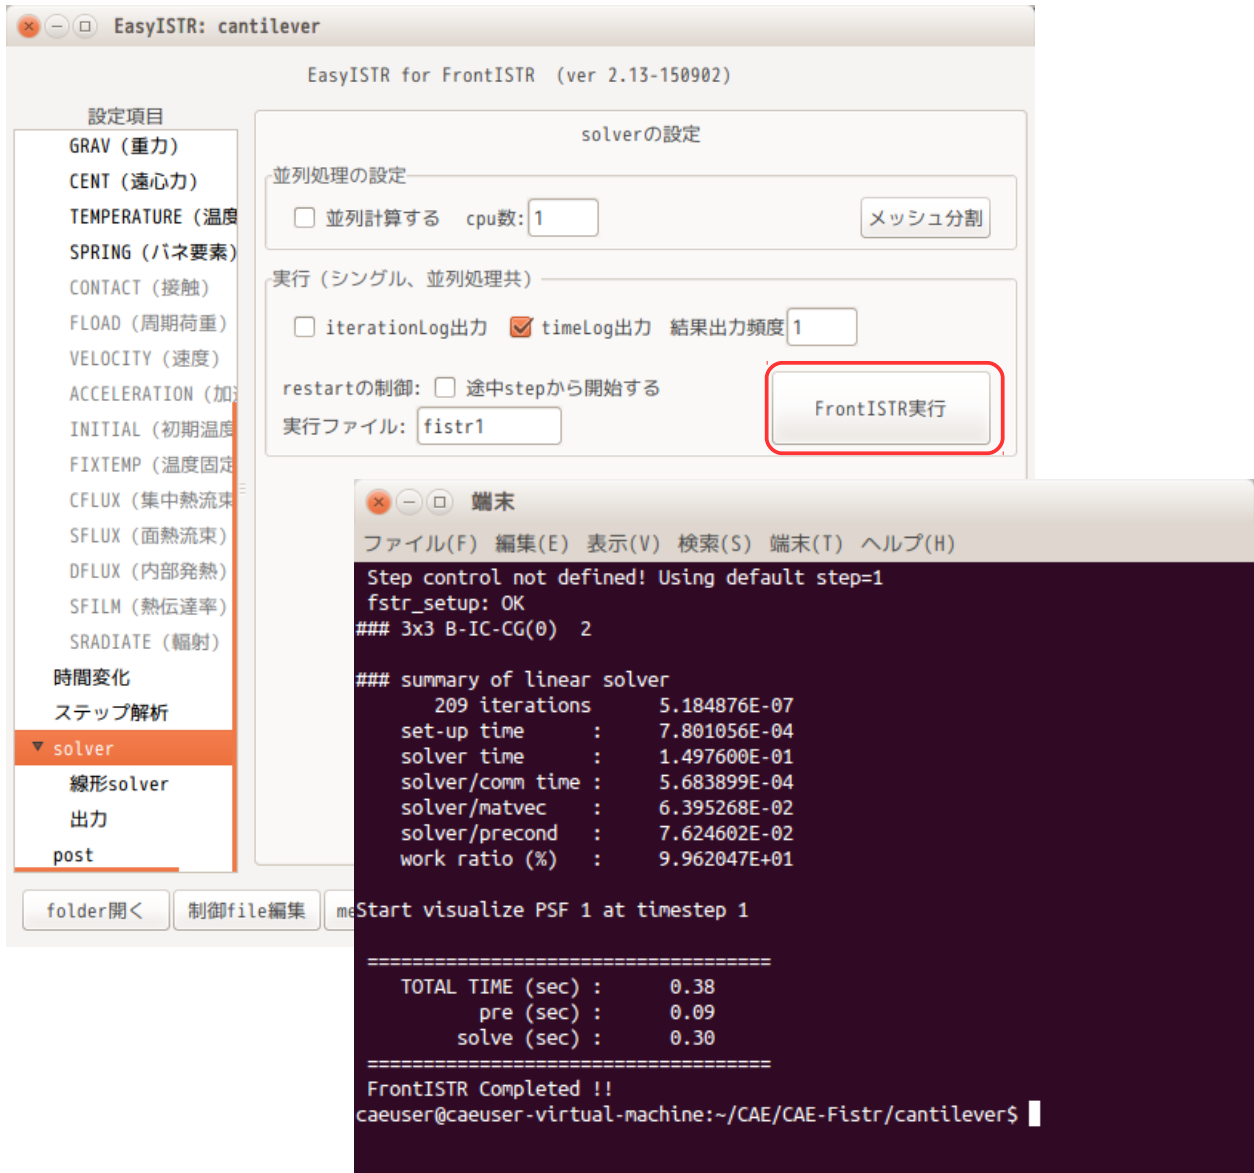 EasyISTR: cantilever
EasyISTR for FrontISTR (ver 2.13-150902)
設定項目
GRAV (重力)
CENT (遠心力)
TEMPERATURE (温度
SPRING (バネ要素)
CONTACT (接触)
FLOAD (周期荷重)
VELOCITY (速度)
ACCELERATION (加
INITIAL (初期温度
FIXTEMP (温度固定
CFLUX (集中熱流束
SFLUX (面熱流束)
DFLUX (内部発熱)
SFILM (熱伝達率)
SRADIATE (輻射)
時間変化
ステップ解析
solver
線形solver
出力
post
solverの設定
並列処理の設定
並列計算する cpu数: 1 メッシュ分割
実行 (シングル、並列処理共)
iterationLog出力 timeLog出力 結果出力頻度 1
restartの制御: 途中stepから開始する
実行ファイル: fistr1
FrontISTR実行
folder開く 制御file編集 me
端末
ファイル(F) 編集(E) 表示(V) 検索(S) 端末(T) ヘルプ(H)
Step control not defined! Using default step=1
fstr_setup: OK
### 3x3 B-IC-CG(0) 2
### summary of linear solver
209 iterations 5.184876E-07
set-up time : 7.801056E-04
solver time : 1.497600E-01
solver/comm time : 5.683899E-04
solver/matvec : 6.395268E-02
solver/precond : 7.624602E-02
work ratio (%) : 9.962047E+01
Start visualize PSF 1 at timestep 1
====================================
TOTAL TIME (sec) : 0.38
pre (sec) : 0.09
solve (sec) : 0.30
====================================
FrontISTR Completed !!
caeuser@caeuser-virtual-machine:~/CAE/CAE-Fistr/cantilever$